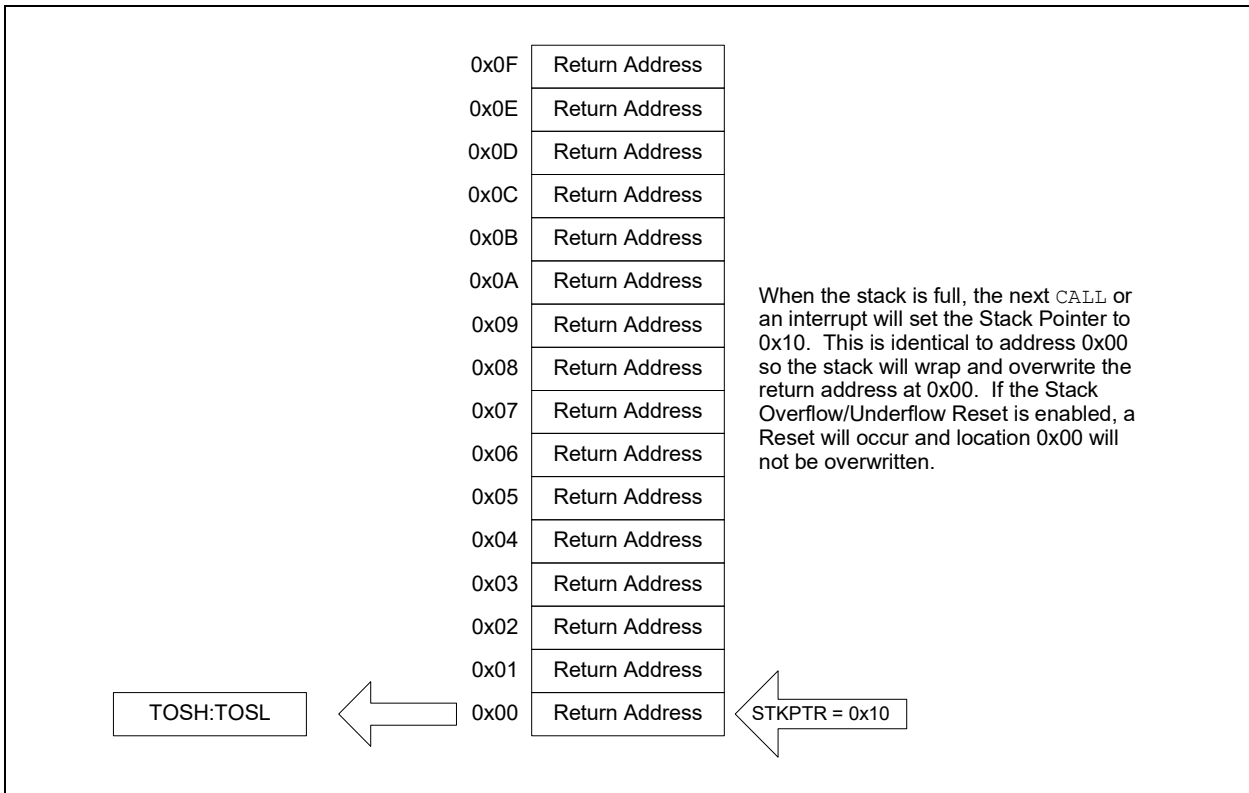 0x0F Return Address
0x0E Return Address
0x0D Return Address
0x0C Return Address
0x0B Return Address
0x0A Return Address
0x09 Return Address
0x08 Return Address
0x07 Return Address
0x06 Return Address
0x05 Return Address
0x04 Return Address
0x03 Return Address
0x02 Return Address
0x01 Return Address
TOSH:TOSL 0x00 Return Address STKPTR = 0x10
When the stack is full, the next CALL or
an interrupt will set the Stack Pointer to
0x10. This is identical to address 0x00
so the stack will wrap and overwrite the
return address at 0x00. If the Stack
Overflow/Underflow Reset is enabled, a
Reset will occur and location 0x00 will
not be overwritten.